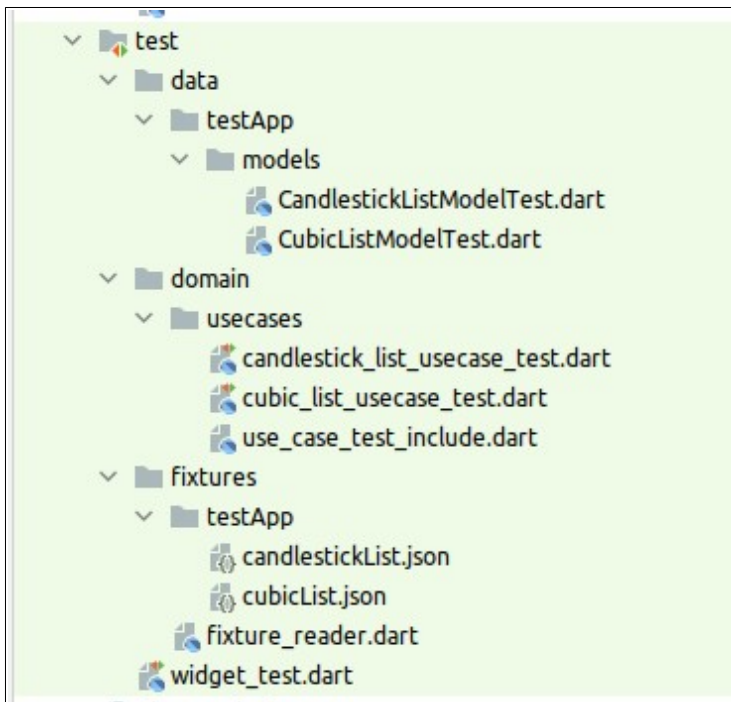 test
data
testApp
models
CandlestickListModelTest.dart
CubicListModelTest.dart
domain
usecases
candlestick_list_usecase_test.dart
cubic_list_usecase_test.dart
use_case_test_include.dart
fixtures
testApp
candlestickList.json
cubicList.json
fixture_reader.dart
widget_test.dart